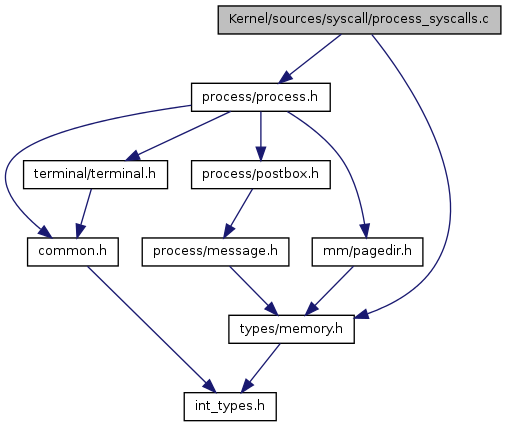 Kernel/sources/syscall/process_syscalls.c
process/process.h
terminal/terminal.h
process/postbox.h
common.h
process/message.h
mm/pagedir.h
types/memory.h
int_types.h